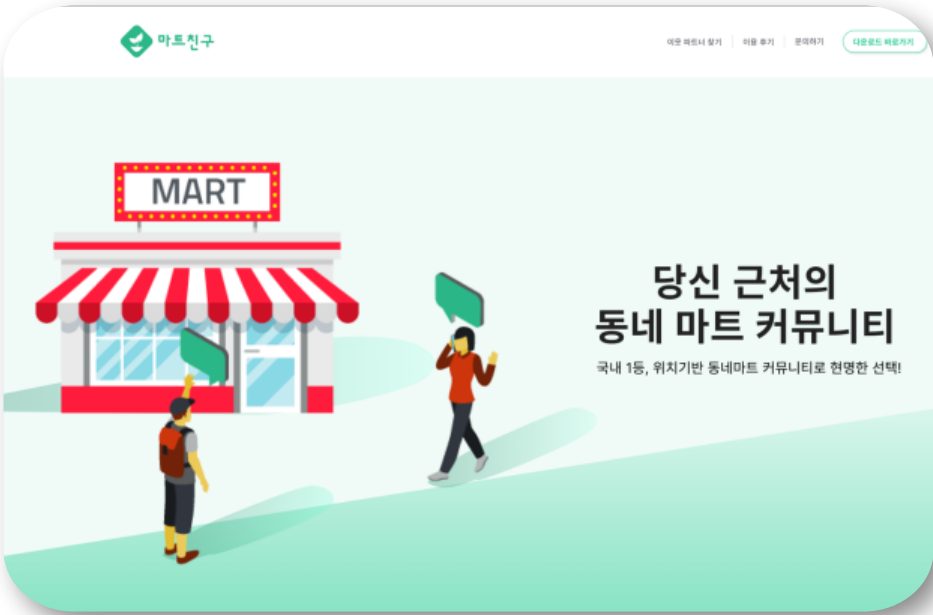 마트친구
이웃 파트너 찾기
이용 후기
문의하기
다운로드 바로가기
MART
당신 근처의
동네 마트 커뮤니티
국내 1등, 위치기반 동네마트 커뮤니티로 현명한 선택!